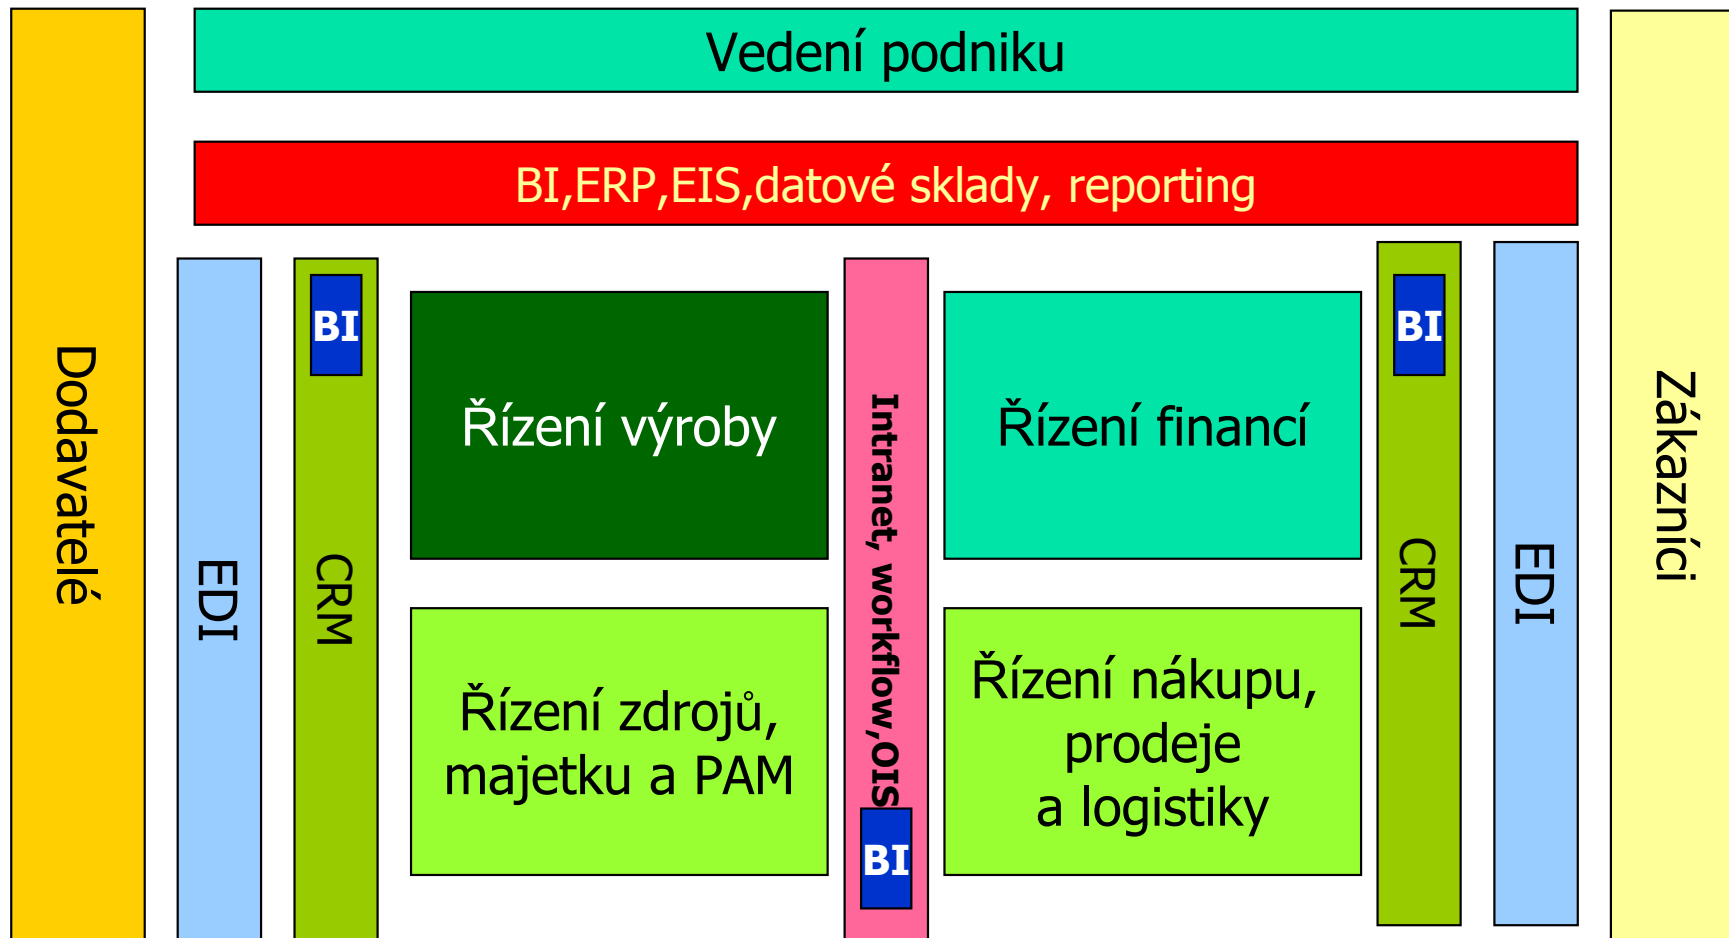 Vedení podniku
BI,ERP,EIS,datové sklady, reporting
Dodavatelé
EDI
CRM
BI
Řízení výroby
Intranet, workflow,OIS
BI
Řízení financí
Řízení zdrojů,
majetku a PAM
Řízení nákupu,
prodeje
a logistiky
BI
CRM
EDI
Zákazníci